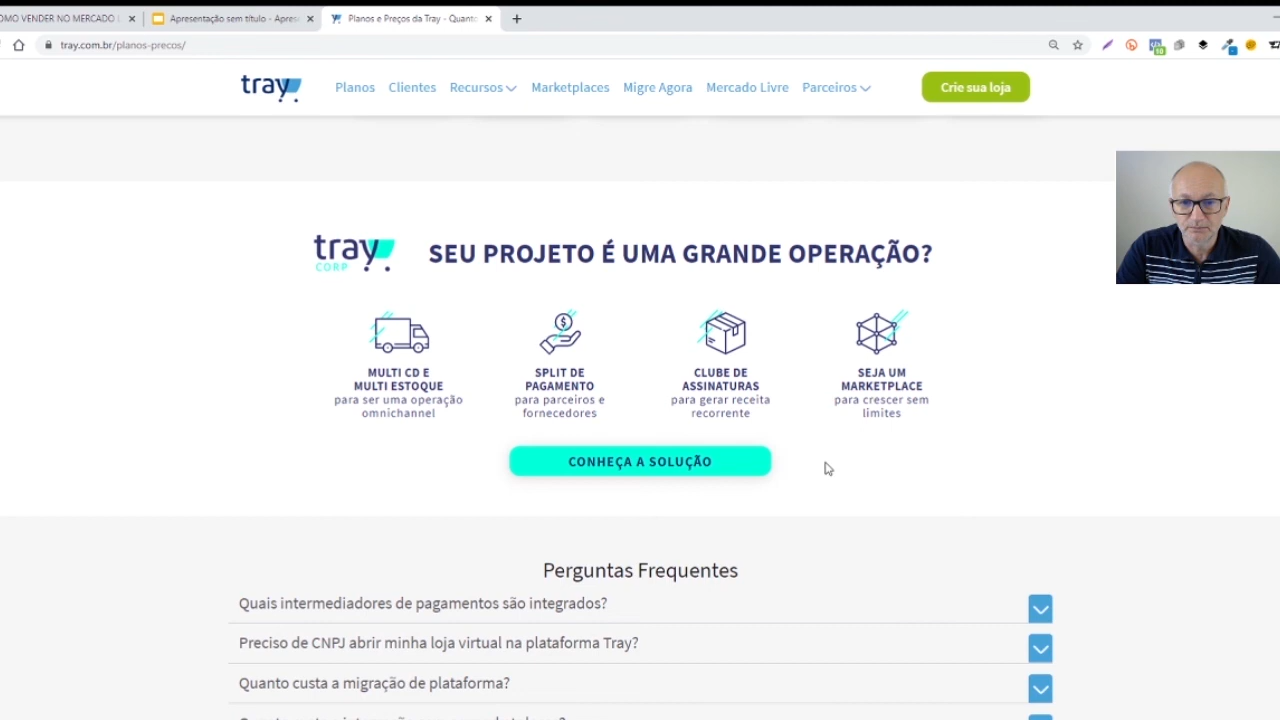 OMO VENDER NO MERCADO L
Apresentação sem título - Apres
Planos e Preços da Tray - Quanto
tray.com.br/planos-precos/
10
tray
Planos
Clientes
Recursos
Marketplaces
Migre Agora
Mercado Livre
Parceiros
Crie sua loja
tray
CORP
SEU PROJETO É UMA GRANDE OPERAÇÃO?
MULTI CD E
MULTI ESTOQUE
para ser uma operação
omnichannel
SPLIT DE
PAGAMENTO
para parceiros e
fornecedores
CLUBE DE
ASSINATURAS
para gerar receita
recorrente
SEJA UM
MARKETPLACE
para crescer sem
limites
CONHEÇA A SOLUÇÃO
Perguntas Frequentes
Quais intermediadores de pagamentos são integrados?
Preciso de CNPJ abrir minha loja virtual na plataforma Tray?
Quanto custa a migração de plataforma?